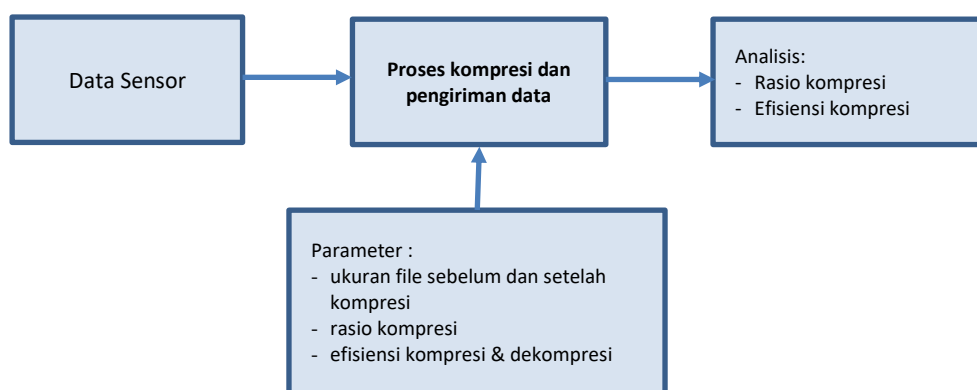 Data Sensor
Proses kompresi dan
pengiriman data
Analisis:
- Rasio kompresi
- Efisiensi kompresi
Parameter :
- ukuran file sebelum dan setelah
kompresi
- rasio kompresi
- efisiensi kompresi & dekompresi